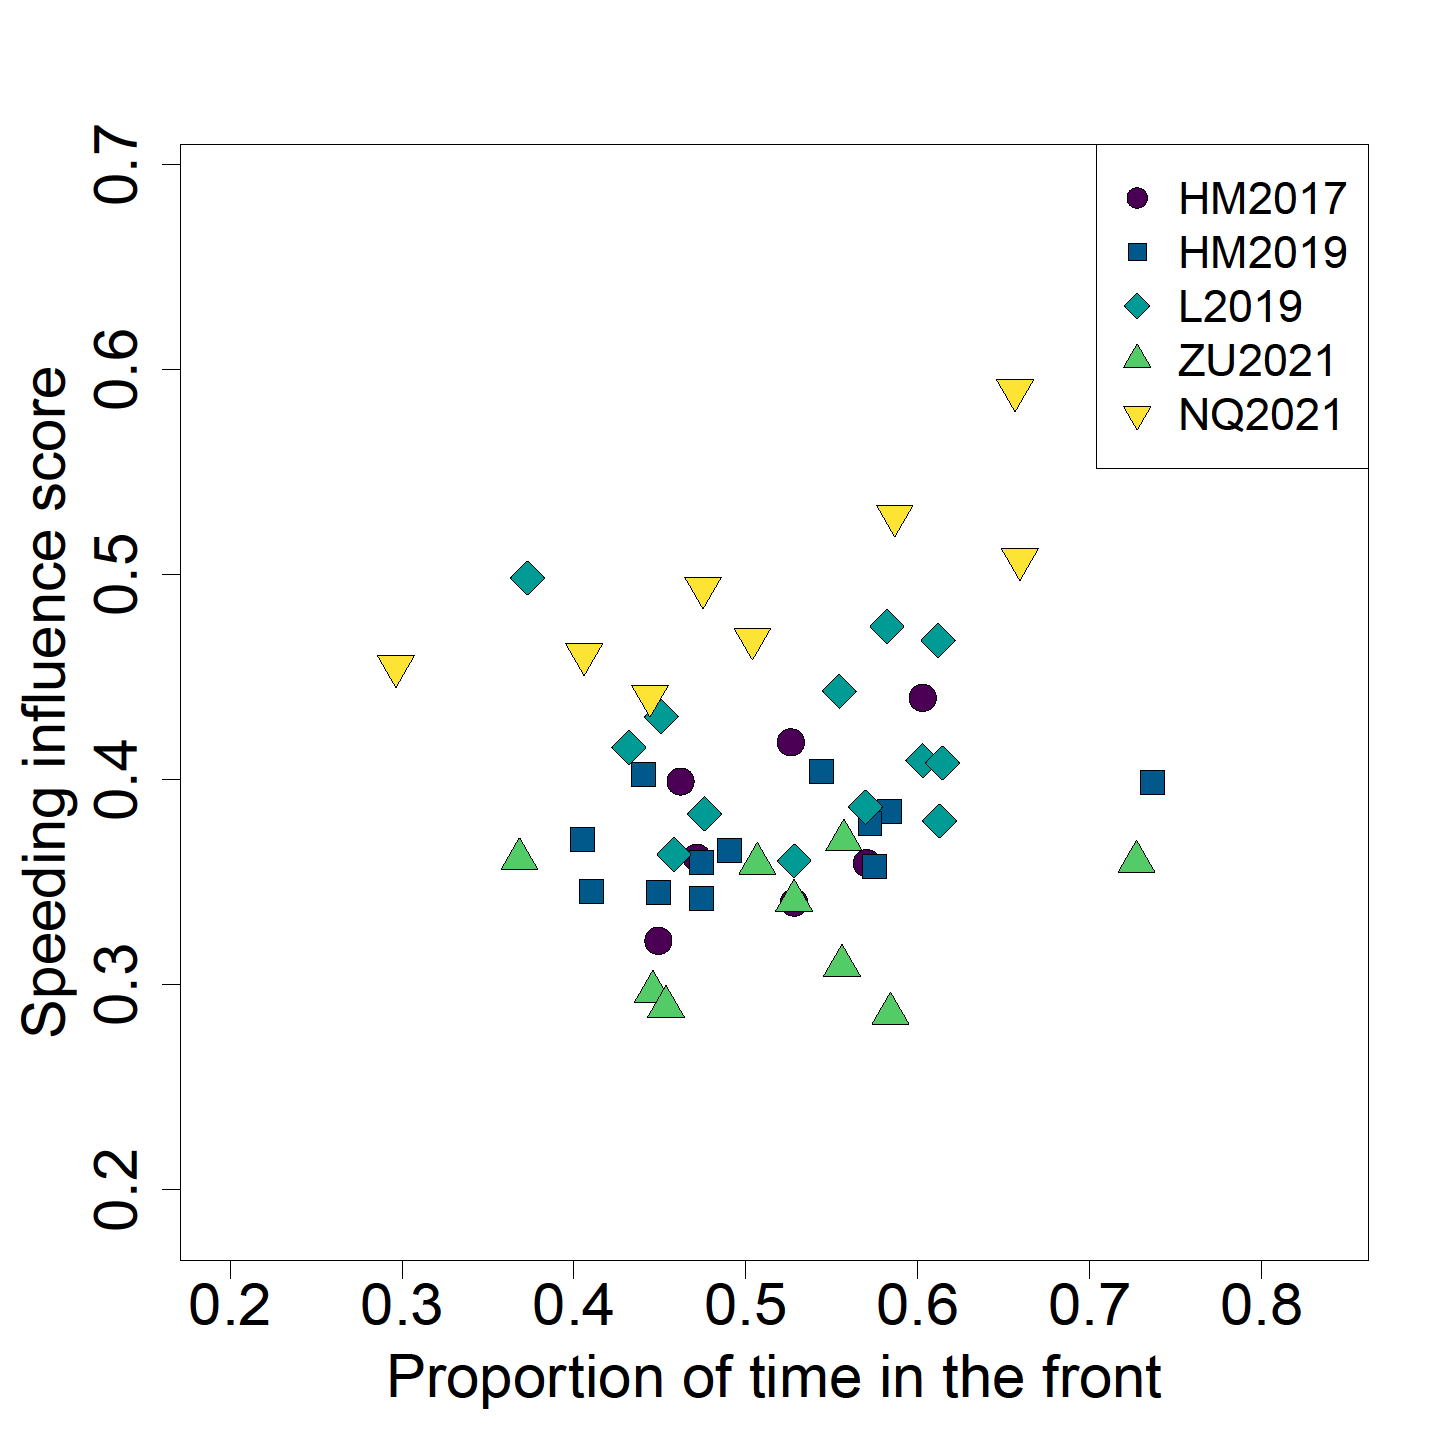 0.7
0.6
0.5
0.4
0.3
0.2
Speeding influence score
HM2017
HM2019
L2019
ZU2021
NQ2021
0.2 0.3 0.4 0.5 0.6 0.7 0.8
Proportion of time in the front